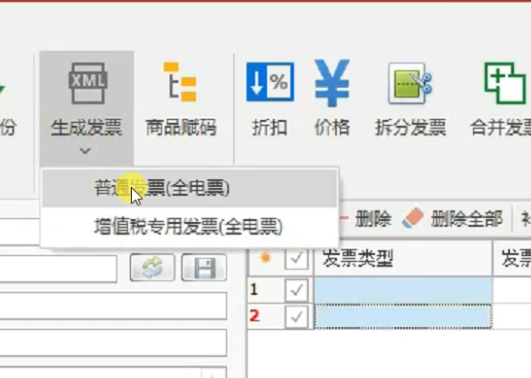 XML
%
份
生成发票
商品赋码
折扣
价格
拆分发票
合并发票
普通发票(全电票)
增值税专用发票(全电票)
删除
删除全部
发票类型
发票
1
2